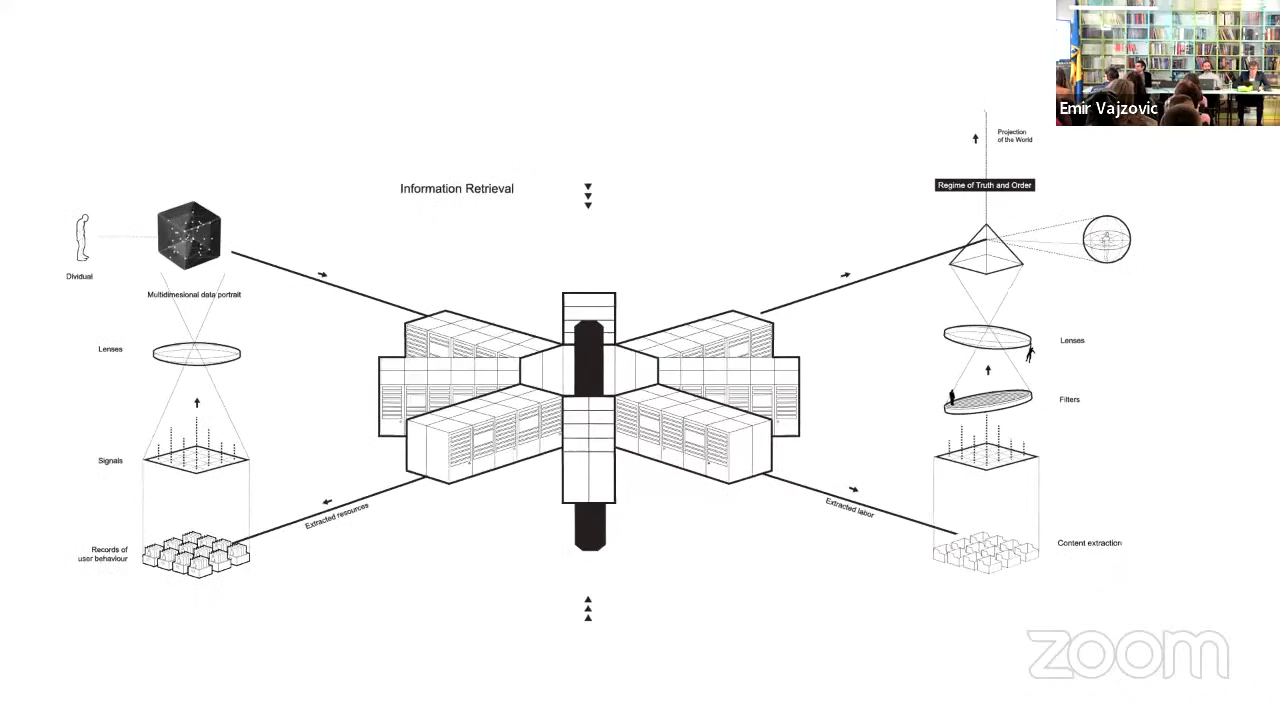 Emir Vajzovic
Projection
of the World
Information Retrieval
Regime of Truth and Order
Dividual
Multidimesional data portrait
Lenses
Lenses
Filters
Signals
Extracted resources
Extracted labor
Records of
user behaviour
Content extraction
zoom